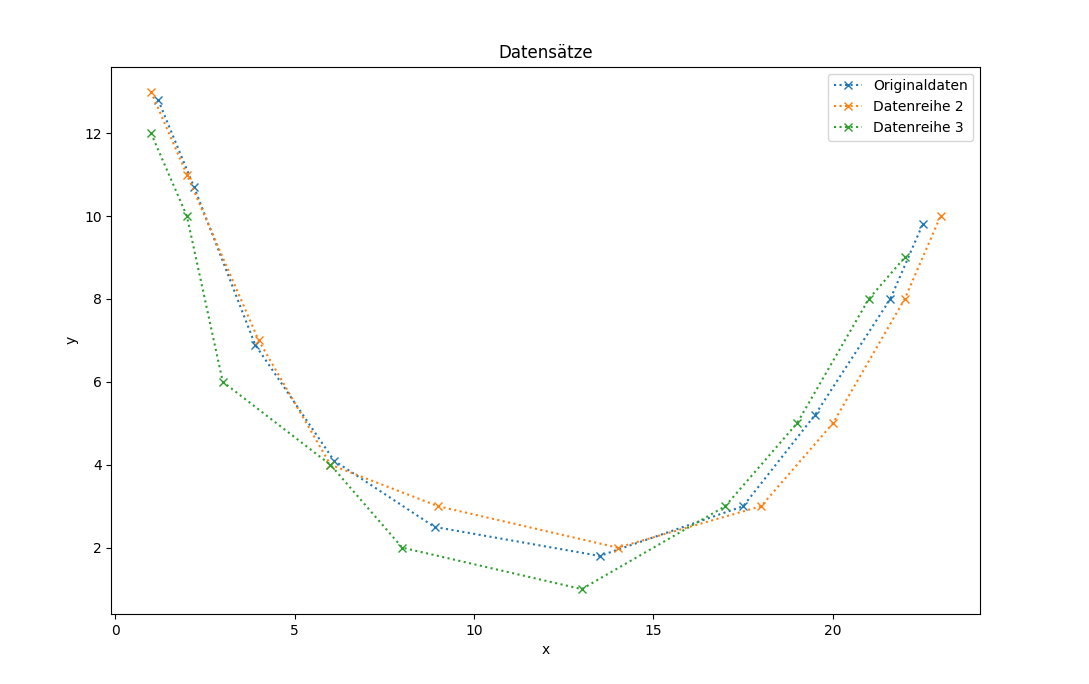 Datensätze
Originaldaten
Datenreihe 2
Datenreihe 3
12
10
8
6
4
2
y
0 5 10 15 20
x